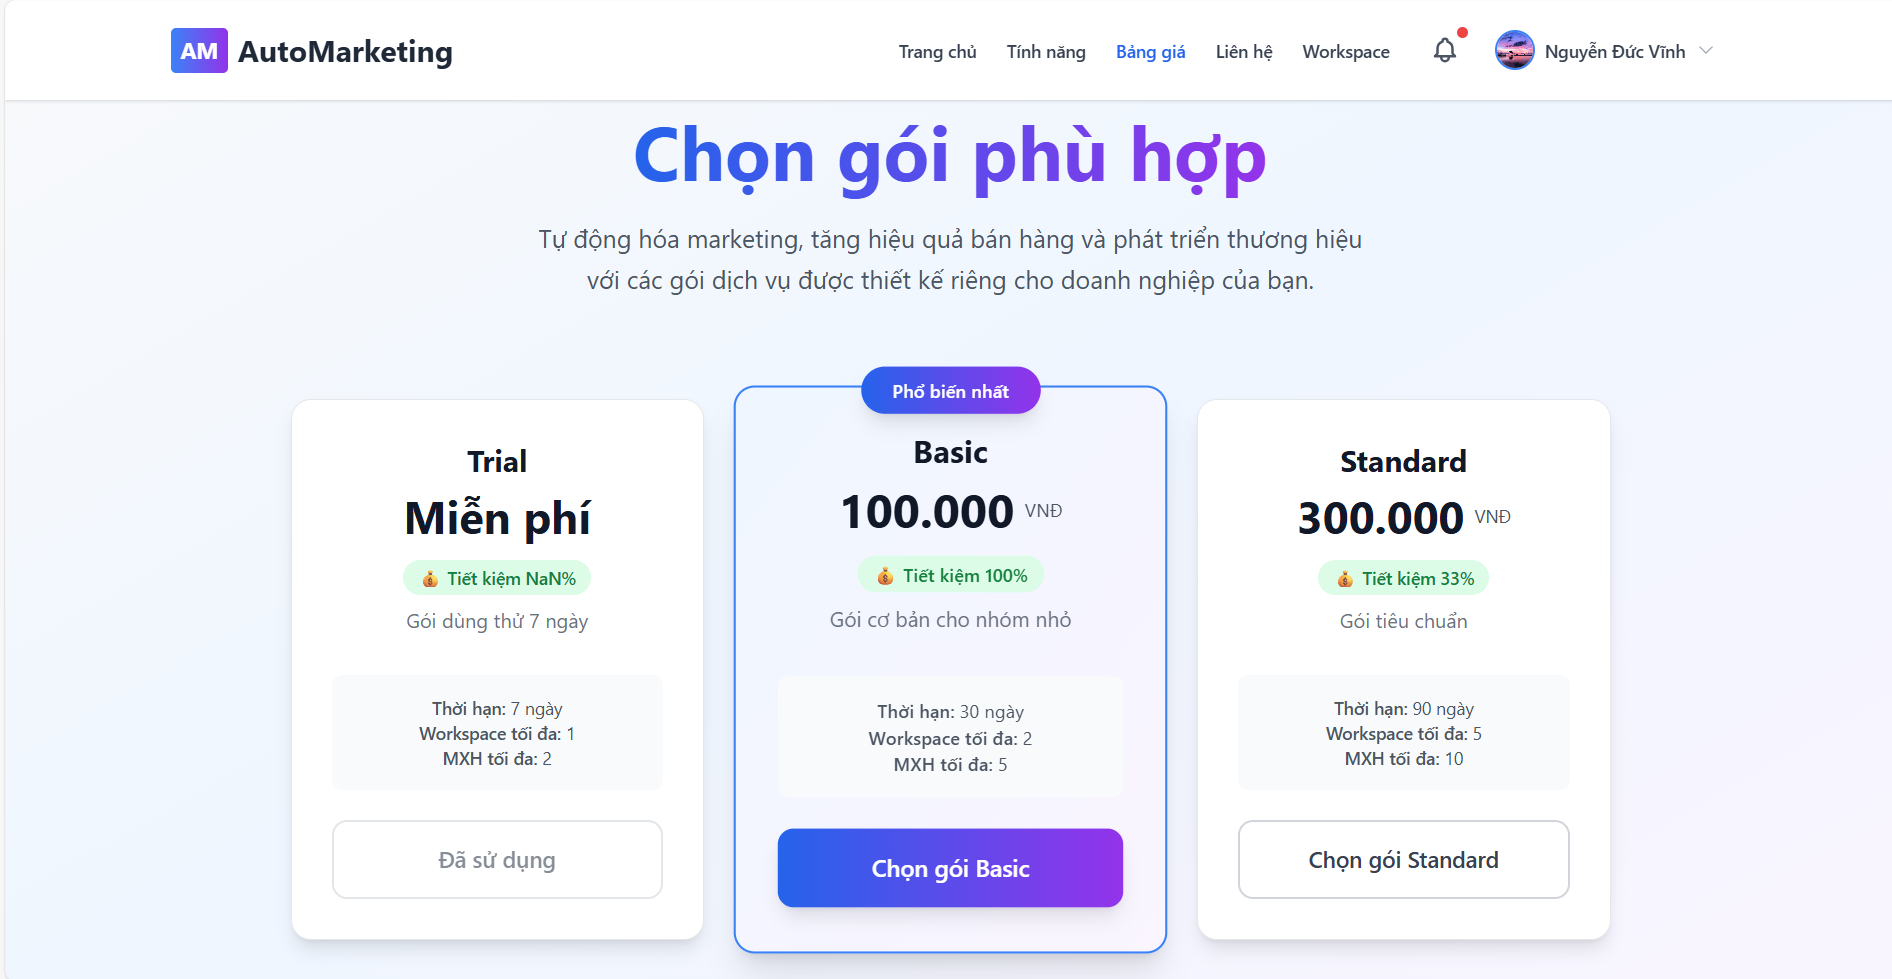 AM AutoMarketing
Trang chủ Tính năng Bảng giá Liên hệ Workspace Nguyễn Đức Vĩnh
Chọn gói phù hợp
Tự động hóa marketing, tăng hiệu quả bán hàng và phát triển thương hiệu
với các gói dịch vụ được thiết kế riêng cho doanh nghiệp của bạn.
Trial
Miễn phí
💰 Tiết kiệm NaN%
Gói dùng thử 7 ngày
Thời hạn: 7 ngày
Workspace tối đa: 1
MXH tối đa: 2
Đã sử dụng
Phổ biến nhất
Basic
100.000 VNĐ
💰 Tiết kiệm 100%
Gói cơ bản cho nhóm nhỏ
Thời hạn: 30 ngày
Workspace tối đa: 2
MXH tối đa: 5
Chọn gói Basic
Standard
300.000 VNĐ
💰 Tiết kiệm 33%
Gói tiêu chuẩn
Thời hạn: 90 ngày
Workspace tối đa: 5
MXH tối đa: 10
Chọn gói Standard